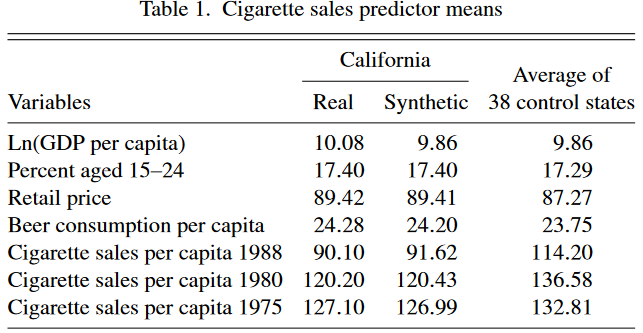 Table 1. Cigarette sales predictor means
California
Average of
Variables Real Synthetic 38 control states
Ln(GDP per capita) 10.08 9.86 9.86
Percent aged 15–24 17.40 17.40 17.29
Retail price 89.42 89.41 87.27
Beer consumption per capita 24.28 24.20 23.75
Cigarette sales per capita 1988 90.10 91.62 114.20
Cigarette sales per capita 1980 120.20 120.43 136.58
Cigarette sales per capita 1975 127.10 126.99 132.81